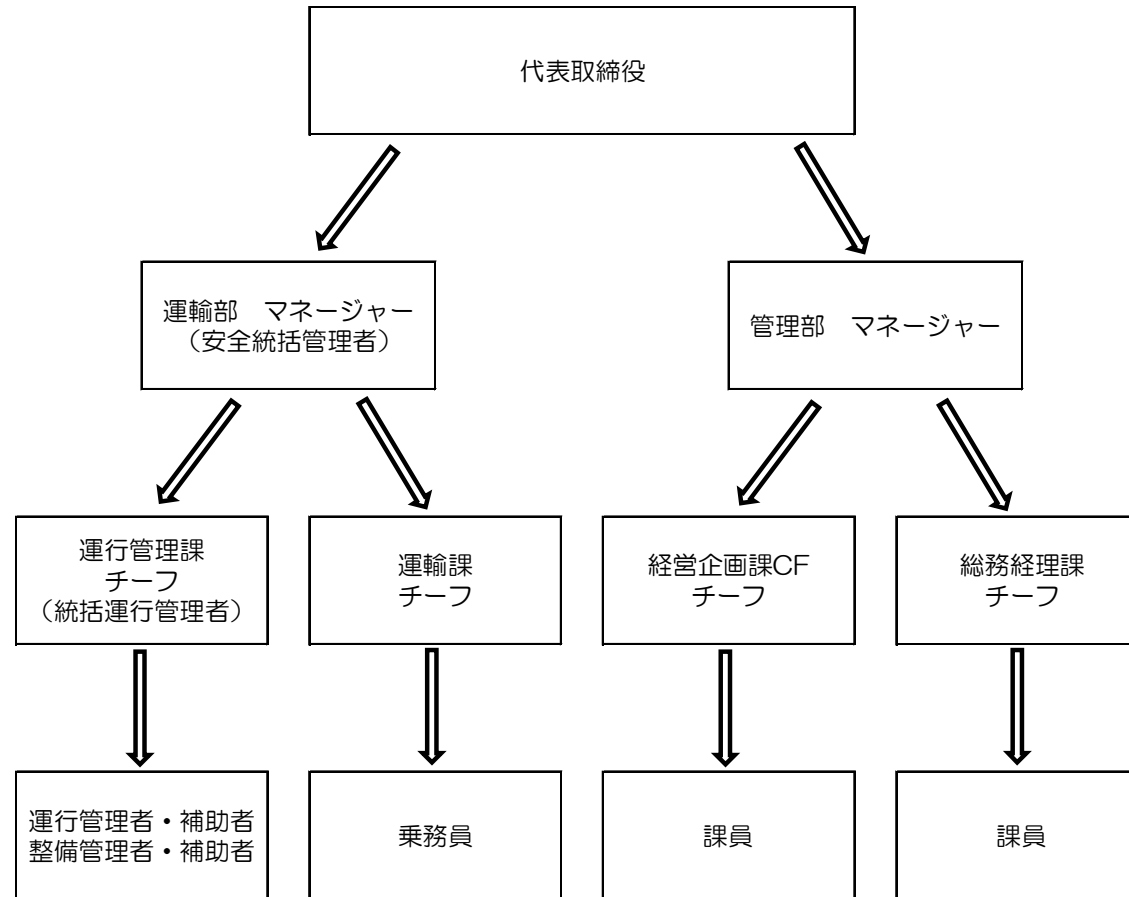 代表取締役
運輸部　マネージャー
（安全統括管理者）
管理部　マネージャー
運行管理課
チーフ
（統括運行管理者）
運輸課
チーフ
経営企画課CF
チーフ
総務経理課
チーフ
運行管理者・補助者
整備管理者・補助者
乗務員
課員
課員